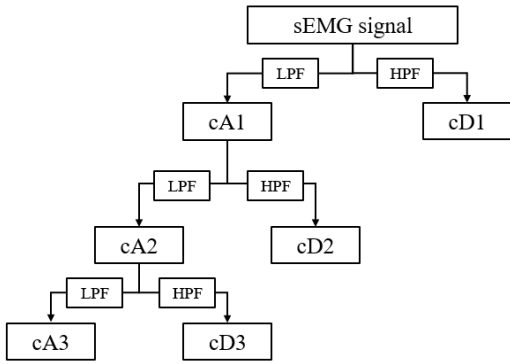 sEMG signal
LPF
HPF
cA1
cD1
LPF
HPF
cA2
cD2
LPF
HPF
cA3
cD3